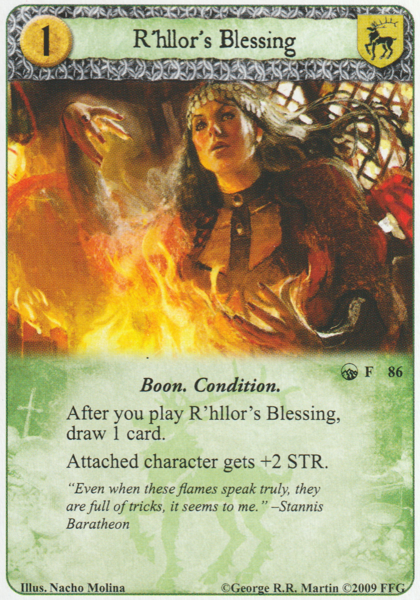 1
R'hllor's Blessing
F 86
Boon. Condition.
After you play R'hllor's Blessing,
draw 1 card.
Attached character gets +2 STR.
"Even when these flames speak truly, they
are full of tricks, it seems to me." –Stannis
Baratheon
Illus. Nacho Molina ©George R.R. Martin ©2009 FFG